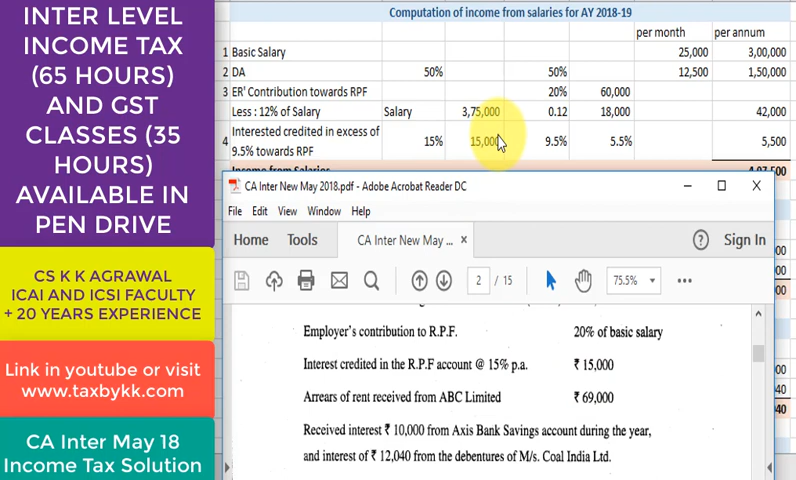 INTER LEVEL
INCOME TAX
(65 HOURS)
AND GST
CLASSES (35
HOURS)
AVAILABLE IN
PEN DRIVE
CS K K AGRAWAL
ICAI AND ICSI FACULTY
+ 20 YEARS EXPERIENCE
Link in youtube or visit
www.taxbykk.com
CA Inter May 18
Income Tax Solution
Computation of income from salaries for AY 2018-19
per month per annum
1 Basic Salary 25,000 3,00,000
2 DA 50% 50% 12,500 1,50,000
3 ER' Contribution towards RPF 20% 60,000
Less : 12% of Salary Salary 3,75,000 0.12 18,000 42,000
4 Interested credited in excess of
9.5% towards RPF 15% 15,000 9.5% 5.5% 5,500
Income from Salaries 4,97,500
CA Inter New May 2018.pdf - Adobe Acrobat Reader DC
File Edit View Window Help
Home Tools CA Inter New May ... × Sign In
2 / 15 75.5%
Employer's contribution to R.P.F. 20% of basic salary
Interest credited in the R.P.F account @ 15% p.a. ₹ 15,000
Arrears of rent received from ABC Limited ₹ 69,000
Received interest ₹ 10,000 from Axis Bank Savings account during the year,
and interest of ₹ 12,040 from the debentures of M/s. Coal India Ltd.